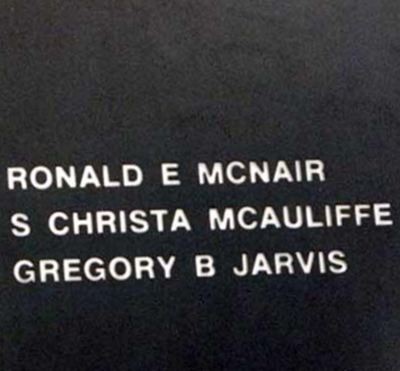 RONALD E MCNAIR
S CHRISTA MCAULIFFE
GREGORY B JARVIS